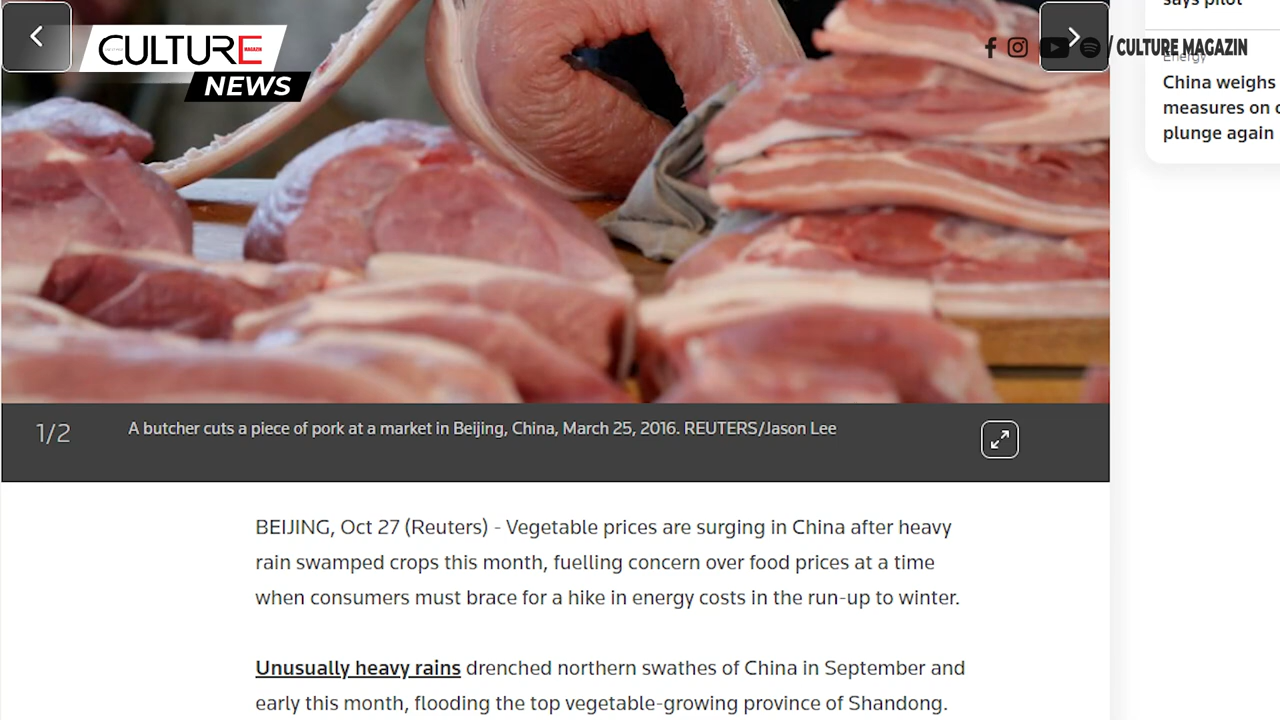 CULTURE
MAGAZIN
NEWS
/ CULTURE MAGAZIN
says pilot
Energy
China weighs
measures on c
plunge again
1/2
A butcher cuts a piece of pork at a market in Beijing, China, March 25, 2016. REUTERS/Jason Lee
BEIJING, Oct 27 (Reuters) - Vegetable prices are surging in China after heavy
rain swamped crops this month, fuelling concern over food prices at a time
when consumers must brace for a hike in energy costs in the run-up to winter.
Unusually heavy rains drenched northern swathes of China in September and
early this month, flooding the top vegetable-growing province of Shandong.